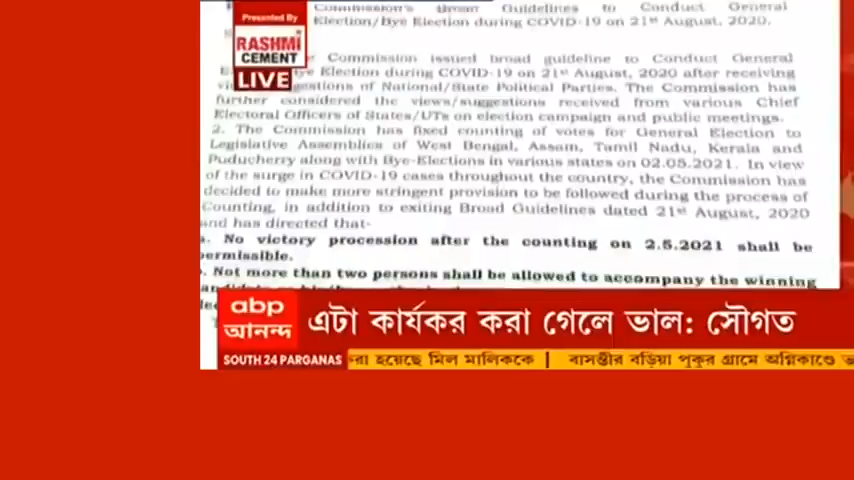 Commission's Broad Guidelines to Conduct General
Election/Bye Election during COVID-19 on 21st August, 2020.
Presented By
RASHMI
CEMENT
LIVE
Commission issued broad guideline to Conduct General
Bye Election during COVID-19 on 21st August, 2020 after receiving
of National/State Political Parties. The Commission has
further considered the views/suggestions received from various Chief
Electoral Officers of States/UTs on election campaign and public meetings.
2. The Commission has fixed counting of votes for General Election to
Legislative Assemblies of West Bengal, Assam, Tamil Nadu, Kerala and
Puducherry along with Bye-Elections in various states on 02.05.2021. In view
of the surge in COVID-19 cases throughout the country, the Commission has
decided to make more stringent provision to be followed during the process of
Counting, in addition to exiting Broad Guidelines dated 21st August, 2020
and has directed that-
a. No victory procession after the counting on 2.5.2021 shall be
permissible.
. Not more than two persons shall be allowed to accompany the winning
abp
আনন্দ
এটা কার্যকর করা গেলে ভাল: সৌগত
SOUTH 24 PARGANAS
করা হয়েছে মিল মালিককে | বাসন্তীর বড়িয়া পুকুর গ্রামে অগ্নিকাণ্ডে